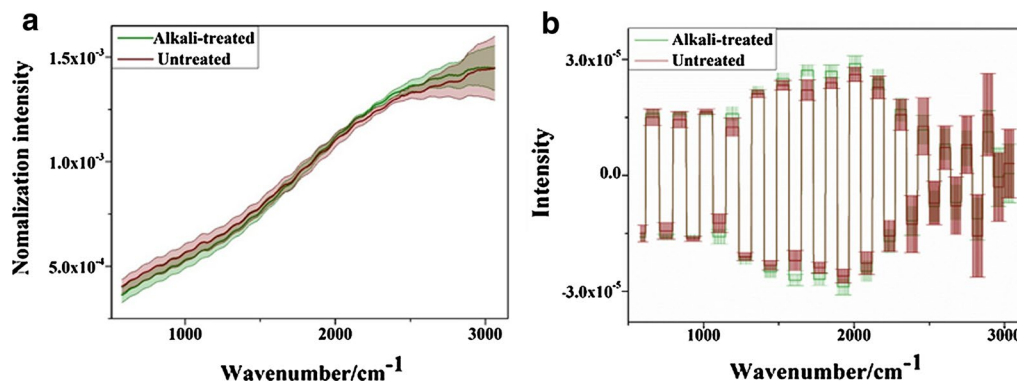 a
Alkali-treated
Untreated
1.5x10⁻³
1.0x10⁻³
5.0x10⁻⁴
Nomalization intensity
1000
2000
3000
Wavenumber/cm⁻¹
b
Alkali-treated
Untreated
3.0x10⁻⁵
0.0
-3.0x10⁻⁵
Intensity
1000
2000
3000
Wavenumber/cm⁻¹